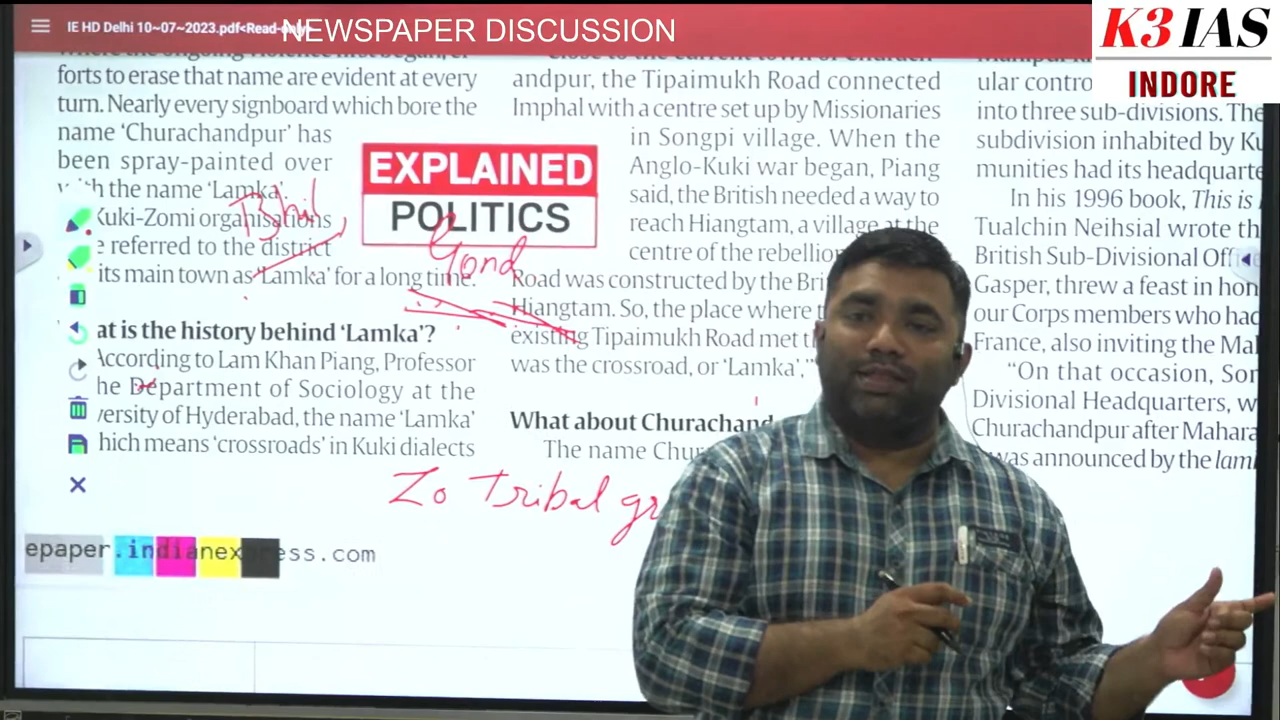 IE HD Delhi 10~07~2023.pdf<Read-only>
NEWSPAPER DISCUSSION
K3 IAS
INDORE
forts to erase that name are evident at every
turn. Nearly every signboard which bore the
name ‘Churachandpur’ has
been spray-painted over
the name ‘Lamka’.
Kuki-Zomi organisations
e referred to the district
its main town as ‘Lamka’ for a long time.
at is the history behind ‘Lamka’?
According to Lam Khan Piang, Professor
he Department of Sociology at the
versity of Hyderabad, the name ‘Lamka’
hich means ‘crossroads’ in Kuki dialects
EXPLAINED
POLITICS
Bhil
Gond
andpur, the Tipaimukh Road connected
Imphal with a centre set up by Missionaries
in Songpi village. When the
Anglo-Kuki war began, Piang
said, the British needed a way to
reach Hiangtam, a village at the
centre of the rebellion
Road was constructed by the Bri
Hiangtam. So, the place where t
existing Tipaimukh Road met t
was the crossroad, or ‘Lamka’,”
What about Churachand
The name Chur
Zo tribal gr
ular contro
into three sub-divisions. The
subdivision inhabited by Ku
munities had its headquarte
In his 1996 book, This is
Tualchin Neihsial wrote th
British Sub-Divisional Offi
Gasper, threw a feast in hon
our Corps members who had
France, also inviting the Ma
“On that occasion, Son
Divisional Headquarters, w
Churachandpur after Mahara
was announced by the lam
epaper.indianexpress.com